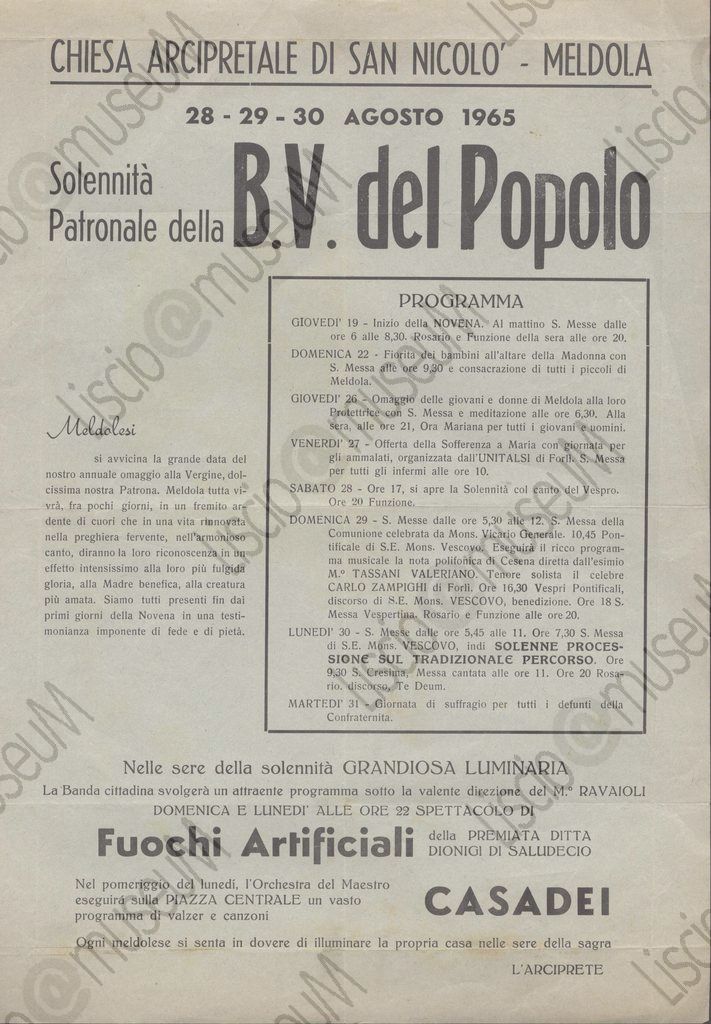 CHIESA ARCIPRETALE DI SAN NICOLO' - MELDOLA
28 - 29 - 30 AGOSTO 1965
Solennità
Patronale della B.V. del Popolo
PROGRAMMA
GIOVEDI' 19 - Inizio della NOVENA. Al mattino S. Messe dalle
ore 6 alle 8,30. Rosario e Funzione della sera alle ore 20.
DOMENICA 22 - Fiorita dei bambini all'altare della Madonna con
S. Messa alle ore 9,30 e consacrazione di tutti i piccoli di
Meldola.
GIOVEDI' 26 - Omaggio delle giovani e donne di Meldola alla loro
Protettrice con S. Messa e meditazione alle ore 6,30. Alla
sera, alle ore 21, Ora Mariana per tutti i giovani e uomini.
VENERDI' 27 - Offerta della Sofferenza a Maria con giornata per
gli ammalati, organizzata dall'UNITALSI di Forlì. S. Messa
per tutti gli infermi alle ore 10.
SABATO 28 - Ore 17, si apre la Solennità col canto del Vespro.
Ore 20 Funzione.
DOMENICA 29 - S. Messe dalle ore 5,30 alle 12. S. Messa della
Comunione celebrata da Mons. Vicario Generale. 10,45 Pon-
tificale di S.E. Mons. Vescovo. Eseguirà il ricco program-
ma musicale la nota polifonica di Cesena diretta dall'esimio
M.º TASSANI VALERIANO. Tenore solista il celebre
CARLO ZAMPIGHI di Forlì. Ore 16,30 Vespri Pontificali,
discorso di S.E. Mons. VESCOVO, benedizione. Ore 18 S.
Messa Vespertina. Rosario e Funzione alle ore 20.
LUNEDI' 30 - S. Messe dalle ore 5,45 alle 11. Ore 7,30 S. Messa
di S.E. Mons. VESCOVO, indi SOLENNE PROCES-
SIONE SUL TRADIZIONALE PERCORSO. Ore
9,30 S. Cresima, Messa cantata alle ore 11. Ore 20 Rosa-
rio, discorso, Te Deum.
MARTEDI' 31 - Giornata di suffragio per tutti i defunti della
Confraternita.
Meldolesi
si avvicina la grande data del
nostro annuale omaggio alla Vergine, dol-
cissima nostra Patrona. Meldola tutta vi-
vrà, fra pochi giorni, in un fremito ar-
dente di cuori che in una vita rinnovata
nella preghiera fervente, nell'armonioso
canto, diranno la loro riconoscenza in un
effetto intensissimo alla loro più fulgida
gloria, alla Madre benefica, alla creatura
più amata. Siamo tutti presenti fin dai
primi giorni della Novena in una testi-
monianza imponente di fede e di pietà.
Nelle sere della solennità GRANDIOSA LUMINARIA
La Banda cittadina svolgerà un attraente programma sotto la valente direzione del M.º RAVAIOLI
DOMENICA E LUNEDI' ALLE ORE 22 SPETTACOLO DI
Fuochi Artificiali della PREMIATA DITTA
DIONIGI DI SALUDECIO
Nel pomeriggio del lunedì, l'Orchestra del Maestro
eseguirà sulla PIAZZA CENTRALE un vasto
programma di valzer e canzoni
CASADEI
Ogni meldolese si senta in dovere di illuminare la propria casa nelle sere della sagra
L'ARCIPRETE
Liscio@museuM